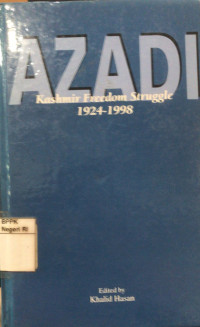 AZADI
Kashmir Freedom Struggle
1924-1998
BPPK
Negeri RI
Edited by
Khalid Hasan